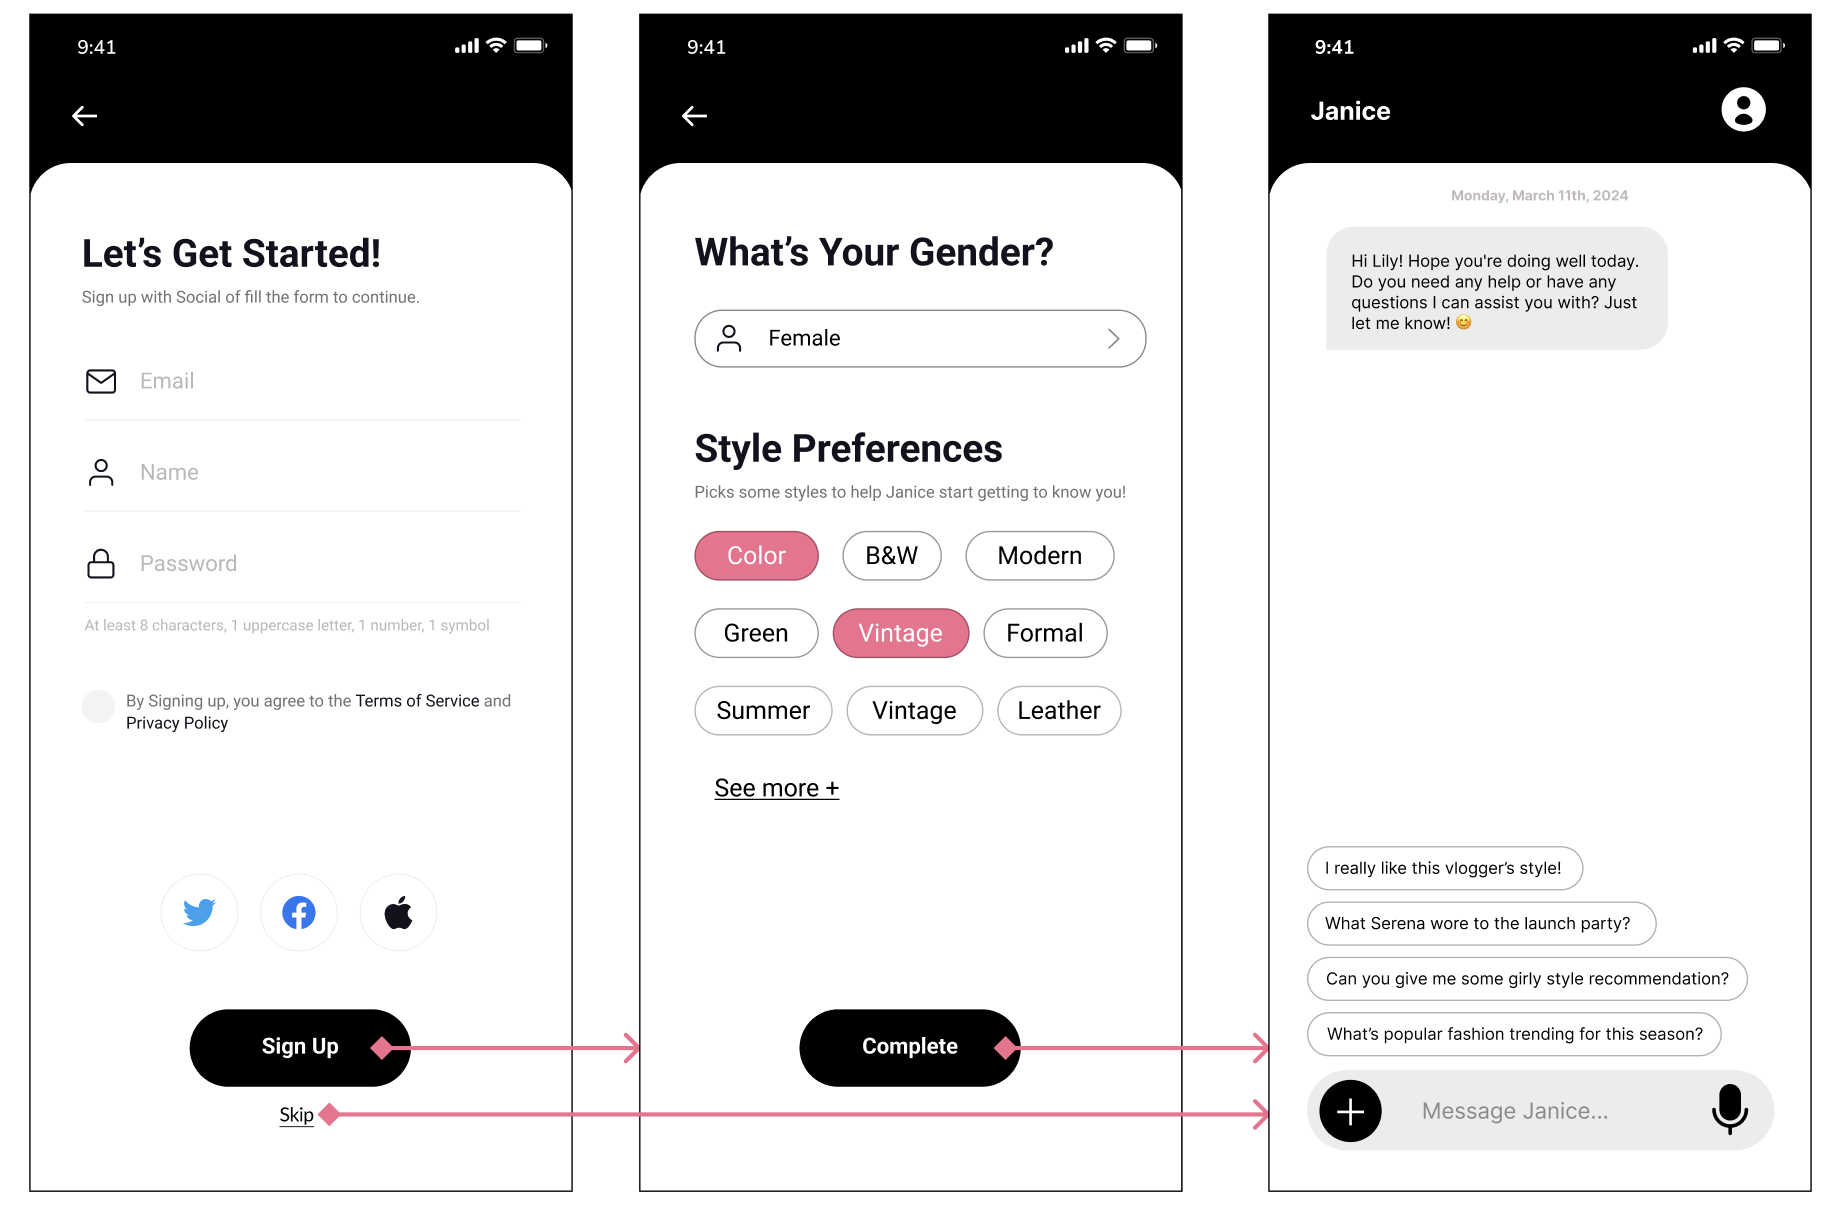 9:41
Let's Get Started!
Sign up with Social of fill the form to continue.
Email
Name
Password
At least 8 characters, 1 uppercase letter, 1 number, 1 symbol
By Signing up, you agree to the Terms of Service and
Privacy Policy
Sign Up
Skip
9:41
What's Your Gender?
Female
Style Preferences
Picks some styles to help Janice start getting to know you!
Color B&W Modern
Green Vintage Formal
Summer Vintage Leather
See more +
Complete
9:41
Janice
Monday, March 11th, 2024
Hi Lily! Hope you're doing well today.
Do you need any help or have any
questions I can assist you with? Just
let me know! 😊
I really like this vlogger's style!
What Serena wore to the launch party?
Can you give me some girly style recommendation?
What's popular fashion trending for this season?
Message Janice...